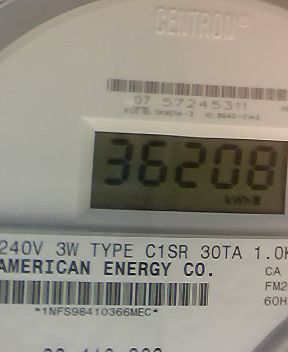 CENTRON®
07 57245311
36208
kWh
240V 3W TYPE C1SR 30TA 1.0K
AMERICAN ENERGY CO.
CA
FM2
60H
*1NFS98410366MEC*